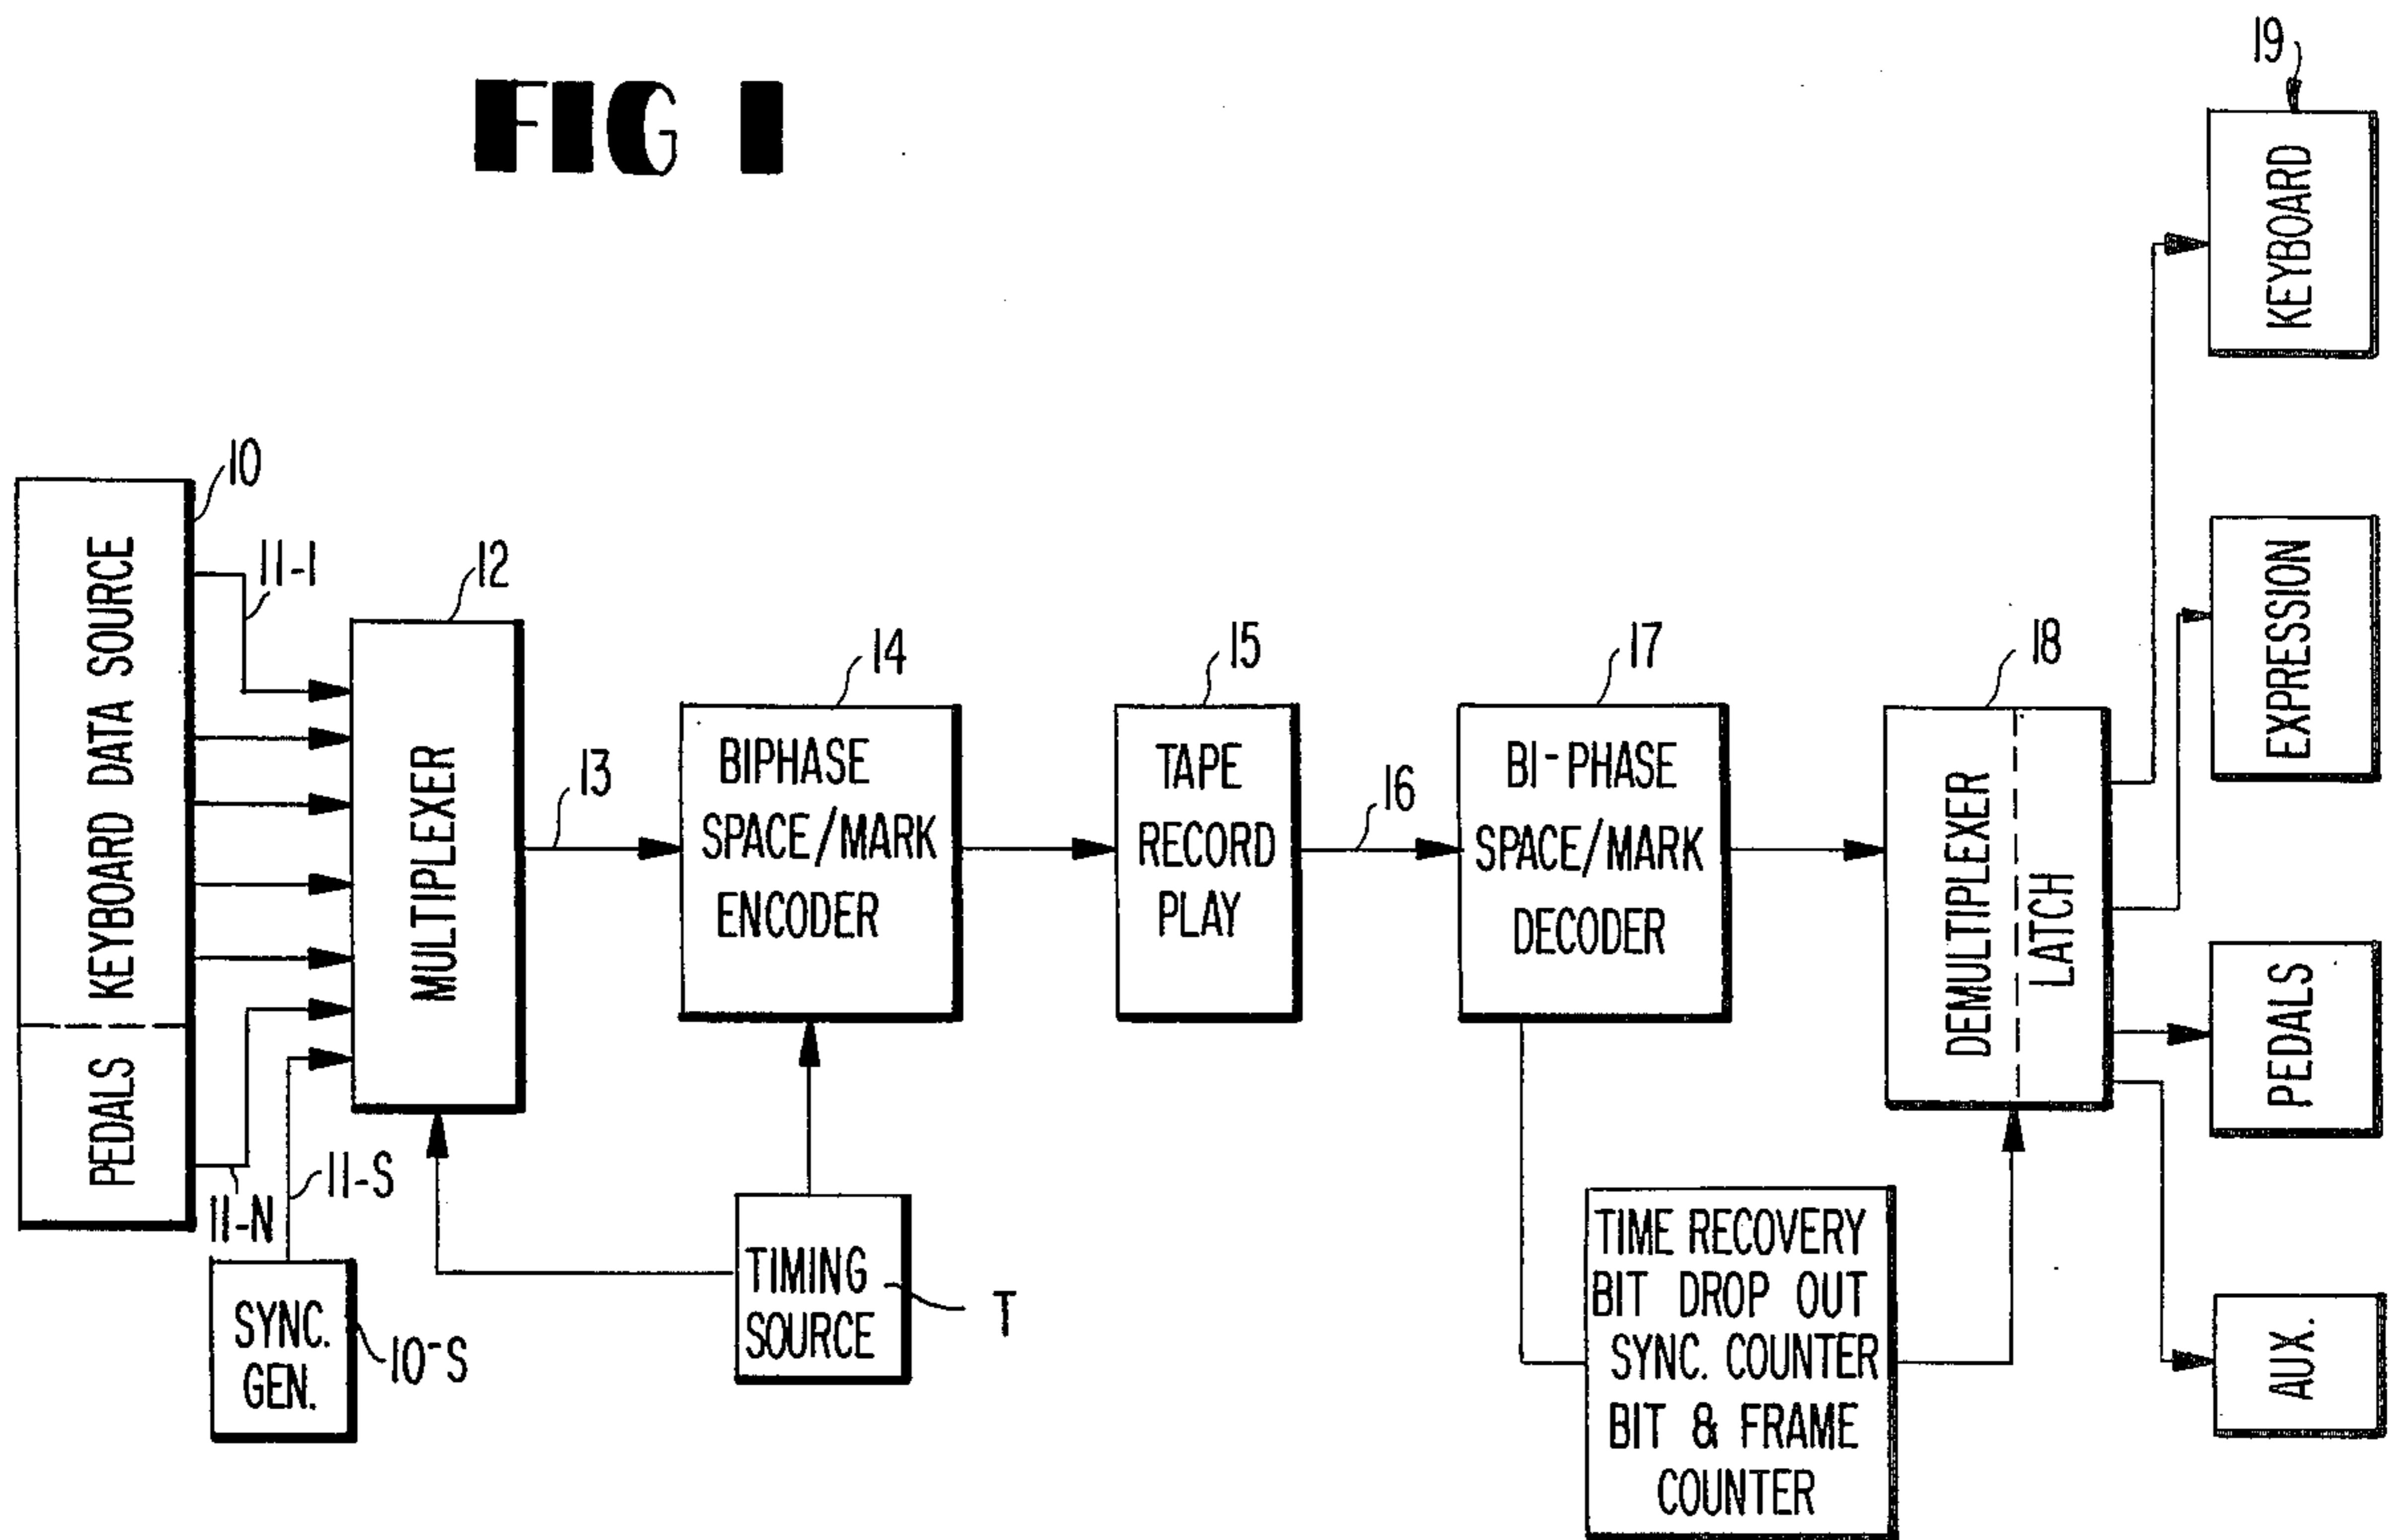 FIG 1
19
KEYBOARD
10
KEYBOARD DATA SOURCE
PEDALS
11-1
11-N
11-S
SYNC.
GEN.
10-S
12
MULTIPLEXER
13
14
BIPHASE
SPACE/MARK
ENCODER
TIMING
SOURCE
T
15
TAPE
RECORD
PLAY
16
17
BI-PHASE
SPACE/MARK
DECODER
TIME RECOVERY
BIT DROP OUT
SYNC. COUNTER
BIT & FRAME
COUNTER
18
DEMULTIPLEXER
LATCH
EXPRESSION
PEDALS
AUX.